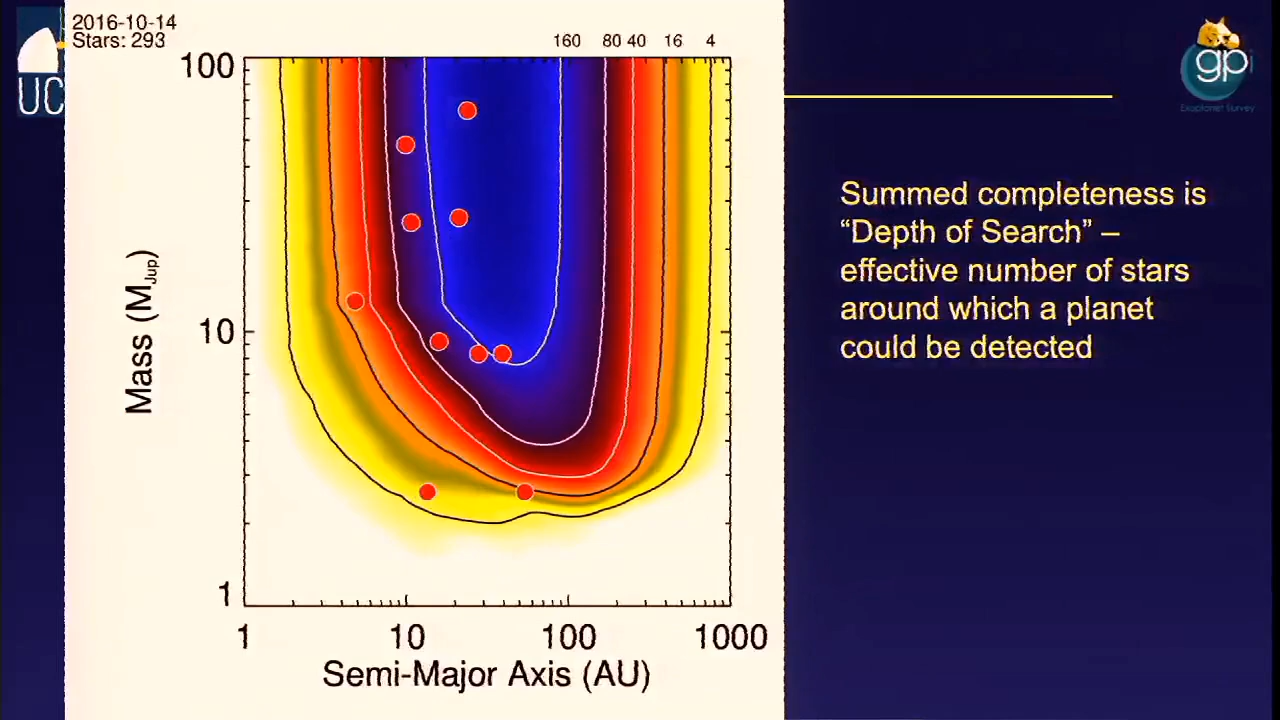 2016-10-14
Stars: 293
UC
160 80 40 16 4
100
10
1
Mass (MJup)
1 10 100 1000
Semi-Major Axis (AU)
gpi
Exoplanet Survey
Summed completeness is
“Depth of Search” –
effective number of stars
around which a planet
could be detected